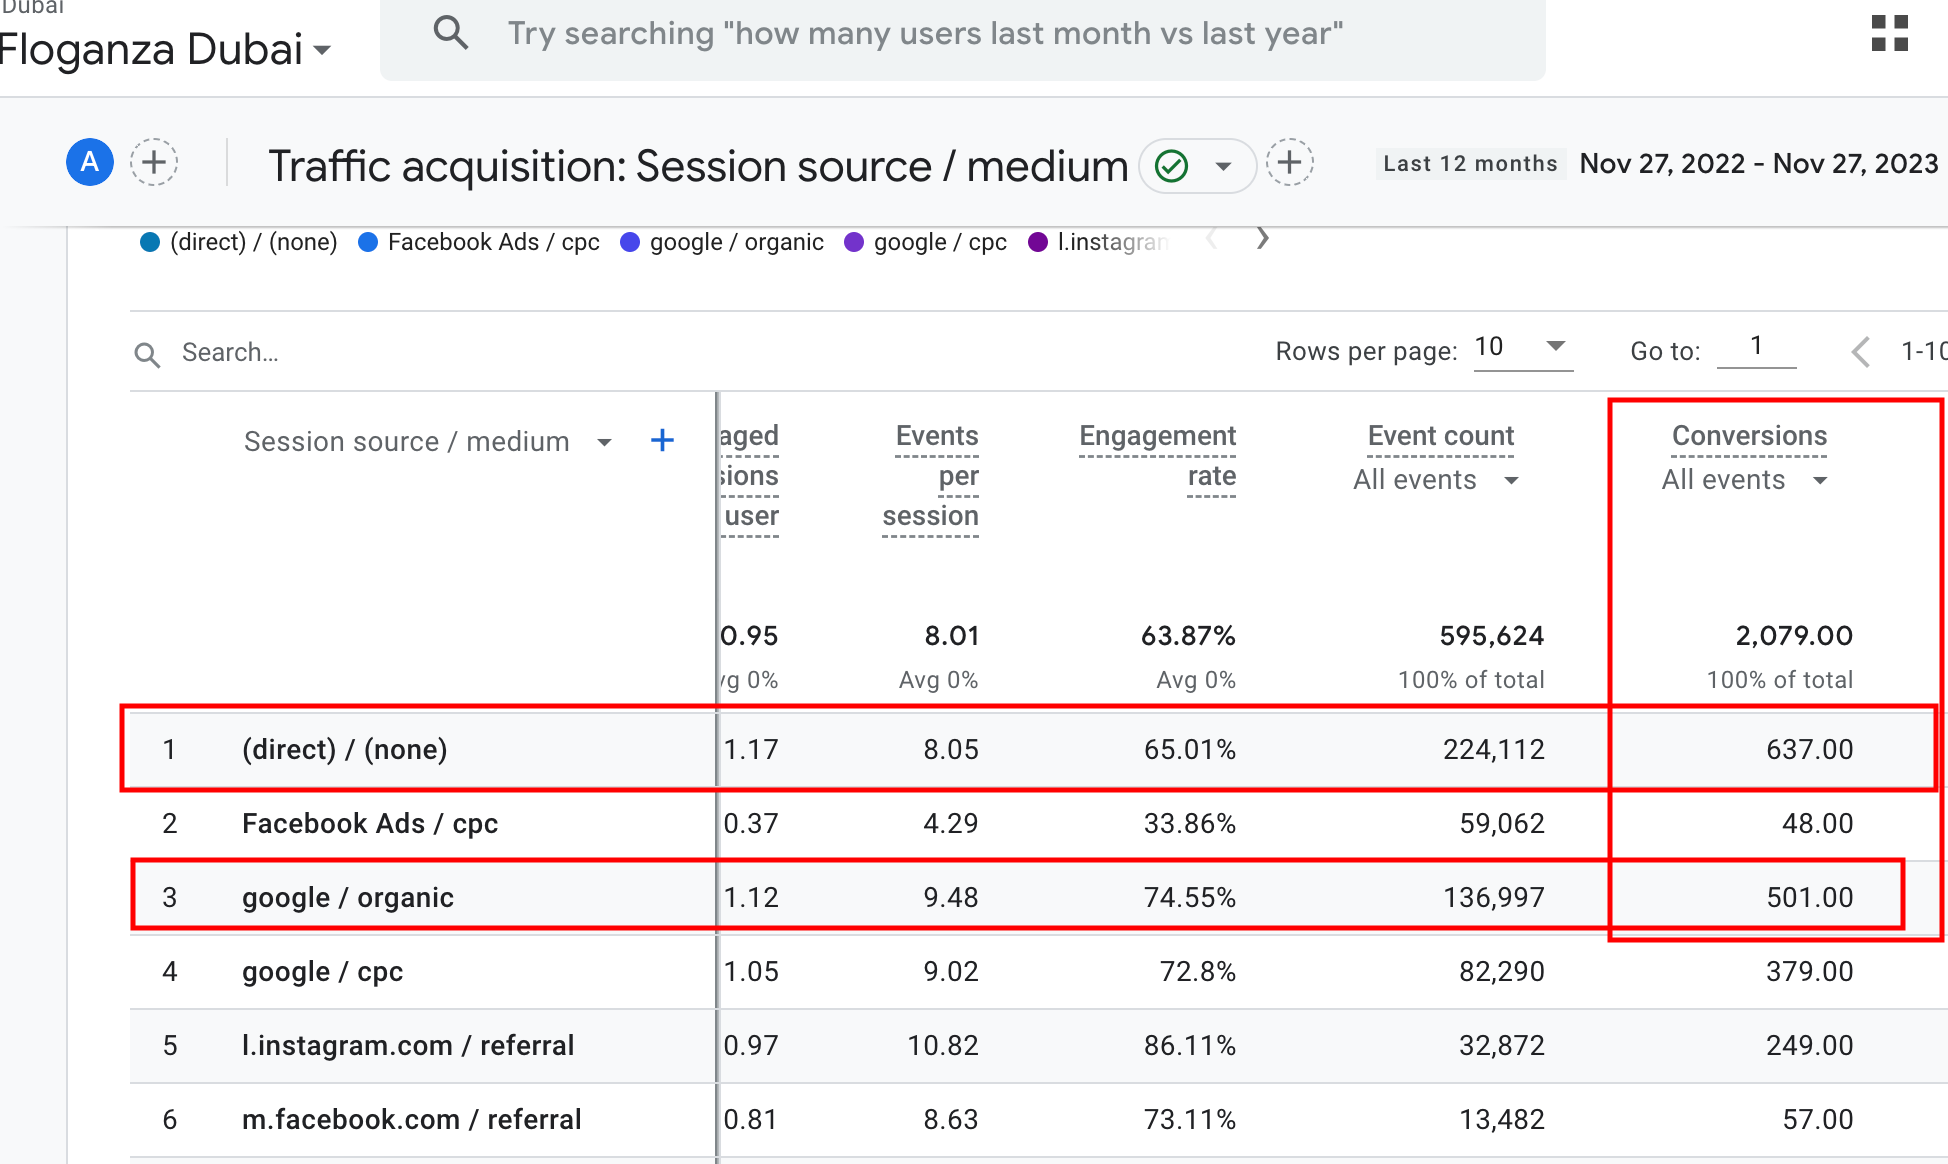 Dubai
Floganza Dubai
Try searching "how many users last month vs last year"
A
Traffic acquisition: Session source / medium
Last 12 months Nov 27, 2022 - Nov 27, 2023
(direct) / (none) Facebook Ads / cpc google / organic google / cpc l.instagram
Search... Rows per page: 10 Go to: 1 1-10
Session source / medium + aged Events Engagement Event count Conversions
sions per rate All events All events
user session
0.95 8.01 63.87% 595,624 2,079.00
vg 0% Avg 0% Avg 0% 100% of total 100% of total
1 (direct) / (none) 1.17 8.05 65.01% 224,112 637.00
2 Facebook Ads / cpc 0.37 4.29 33.86% 59,062 48.00
3 google / organic 1.12 9.48 74.55% 136,997 501.00
4 google / cpc 1.05 9.02 72.8% 82,290 379.00
5 l.instagram.com / referral 0.97 10.82 86.11% 32,872 249.00
6 m.facebook.com / referral 0.81 8.63 73.11% 13,482 57.00